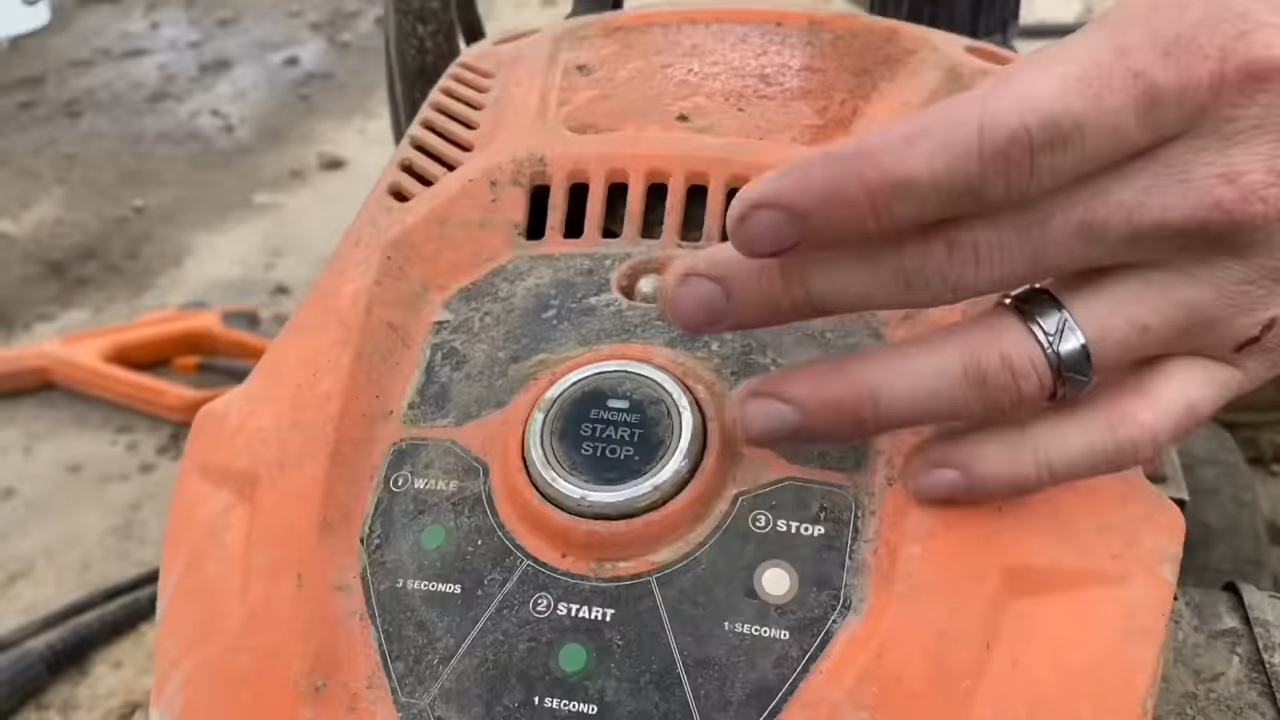 ENGINE
START
STOP.
1 WAKE
3 SECONDS
2 START
1 SECOND
3 STOP
1 SECOND